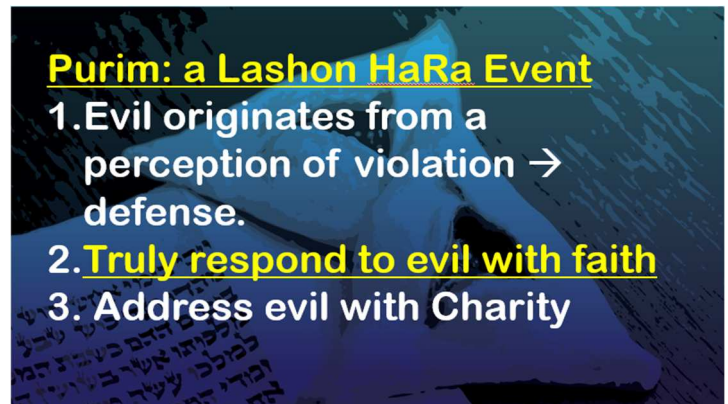 Purim: a Lashon HaRa Event
1.Evil originates from a
perception of violation →
defense.
2.Truly respond to evil with faith
3. Address evil with Charity